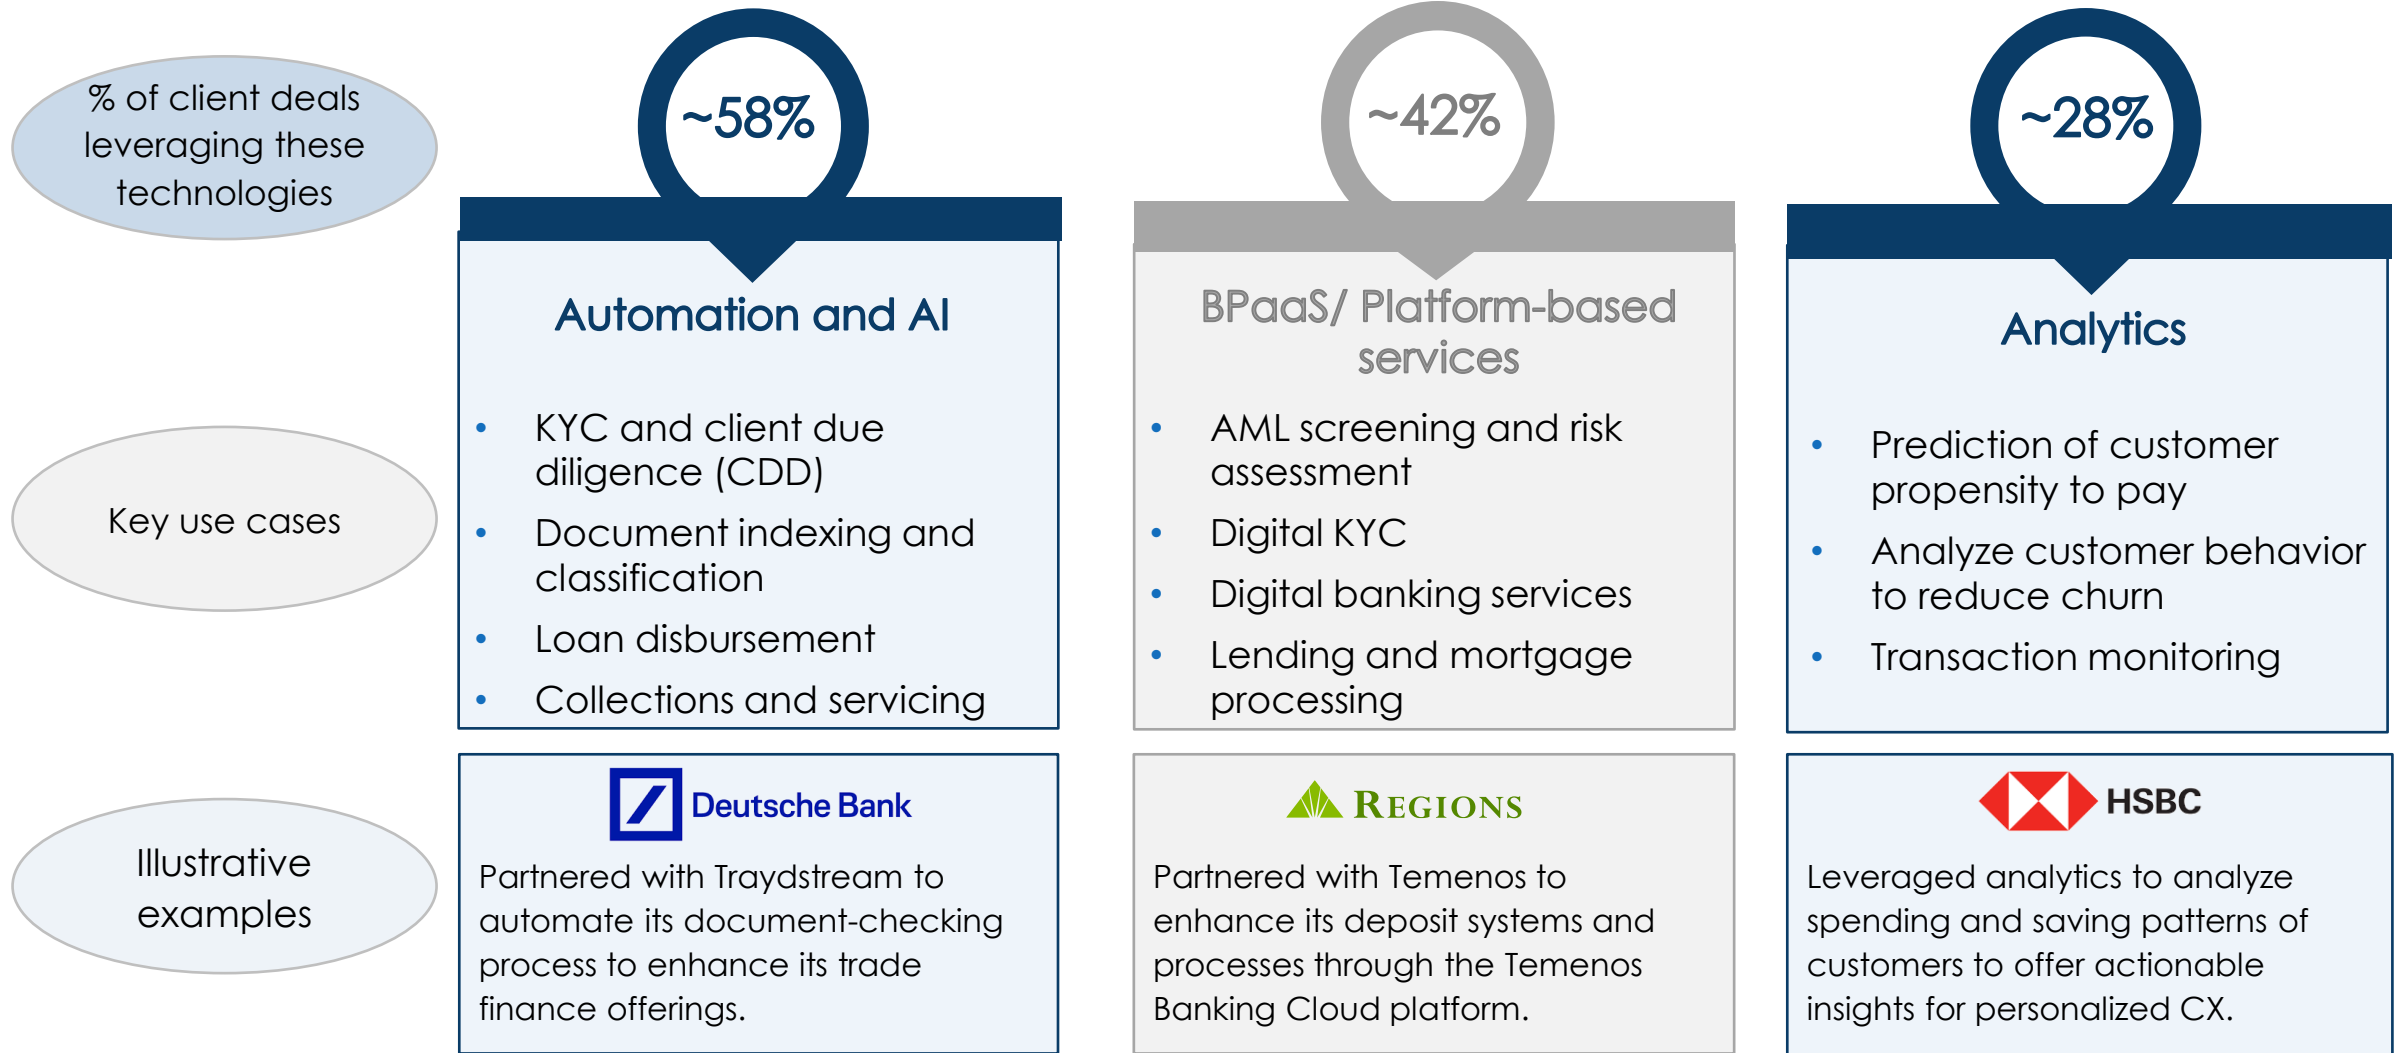 % of client deals
leveraging these
technologies
~58%
~42%
~28%
Automation and AI
BPaaS/ Platform-based
services
Analytics
Key use cases
• KYC and client due
diligence (CDD)
• Document indexing and
classification
• Loan disbursement
• Collections and servicing
• AML screening and risk
assessment
• Digital KYC
• Digital banking services
• Lending and mortgage
processing
• Prediction of customer
propensity to pay
• Analyze customer behavior
to reduce churn
• Transaction monitoring
Illustrative
examples
Deutsche Bank
Partnered with Traydstream to
automate its document-checking
process to enhance its trade
finance offerings.
REGIONS
Partnered with Temenos to
enhance its deposit systems and
processes through the Temenos
Banking Cloud platform.
HSBC
Leveraged analytics to analyze
spending and saving patterns of
customers to offer actionable
insights for personalized CX.